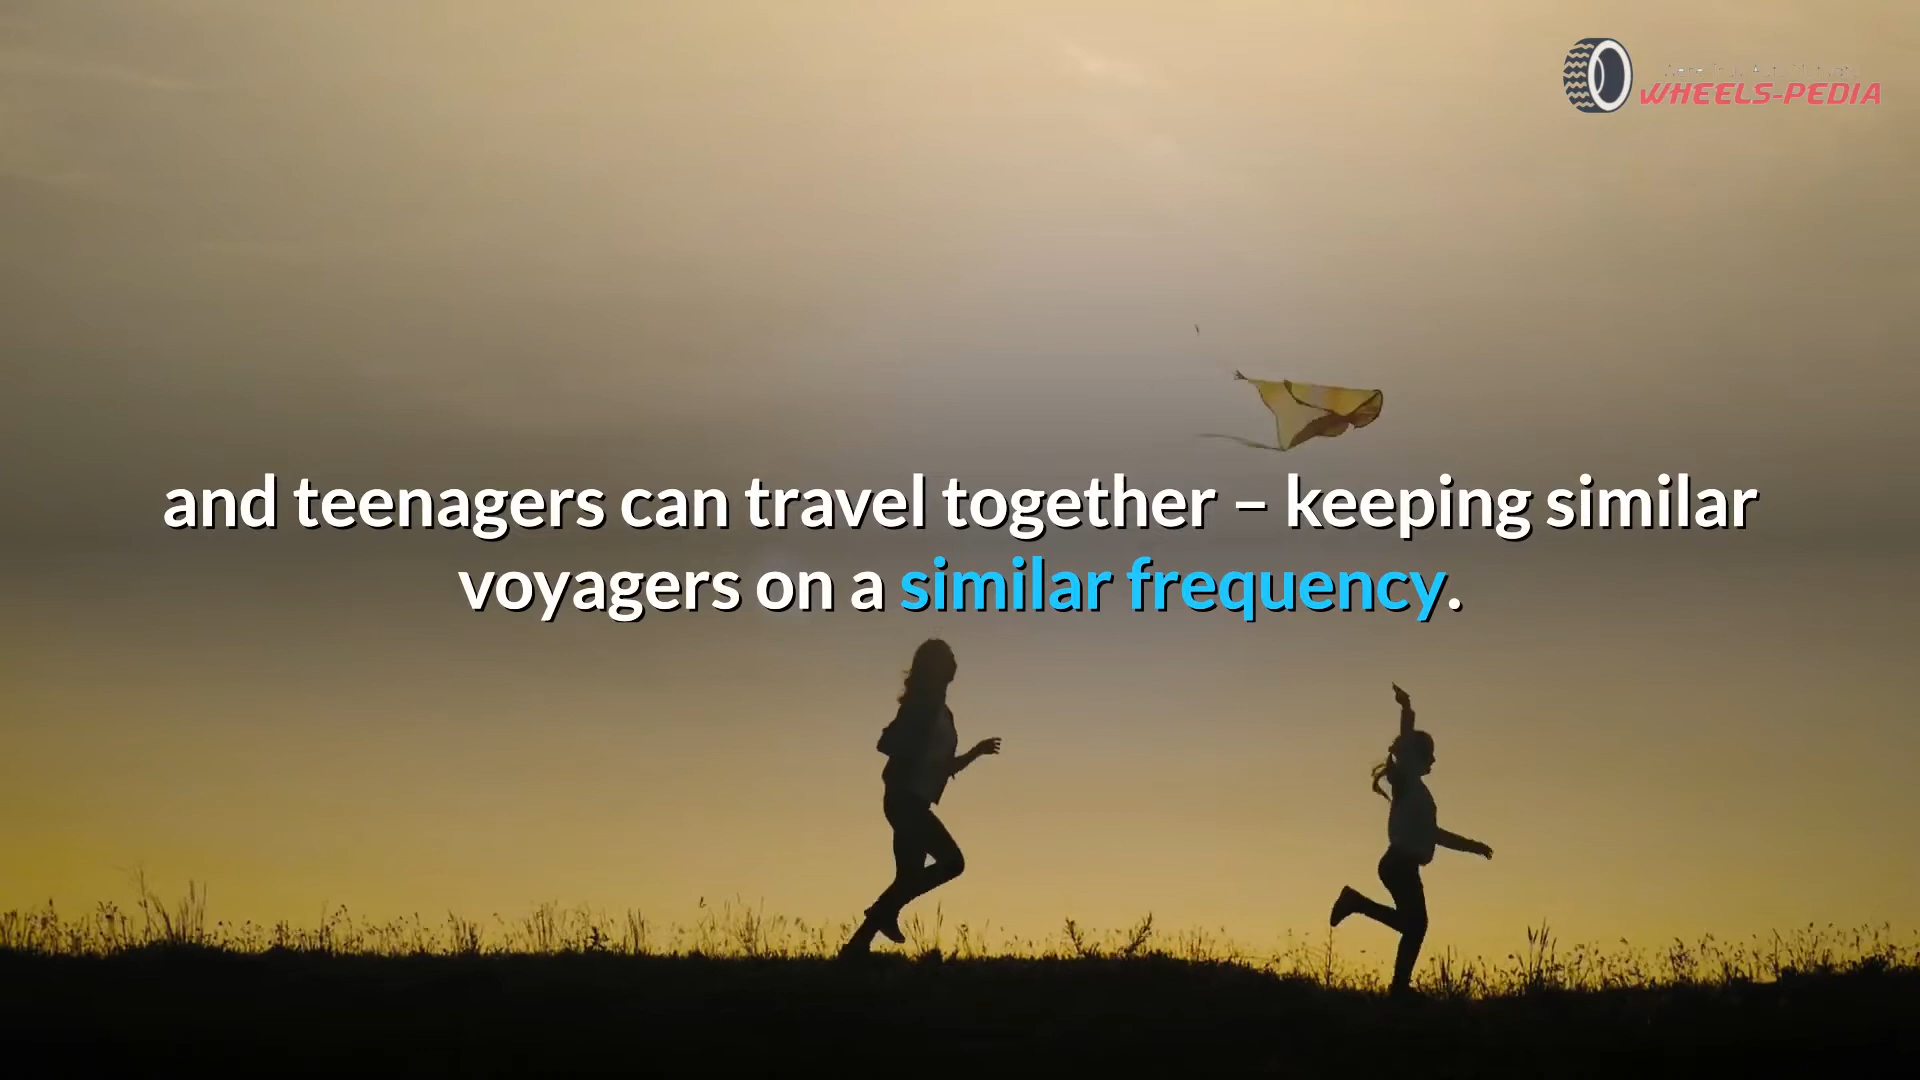 WHEELS-PEDIA
and teenagers can travel together – keeping similar
voyagers on a similar frequency.